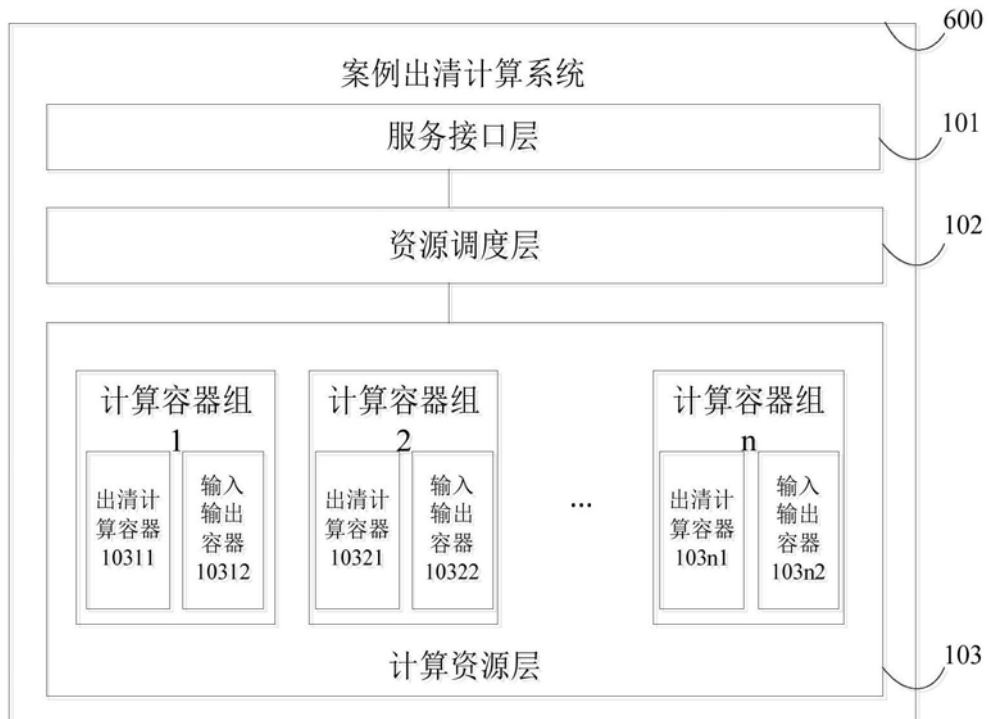 600
案例出清计算系统
服务接口层
101
资源调度层
102
计算容器组
1
出清计
算容器
10311
输入
输出
容器
10312
计算容器组
2
出清计
算容器
10321
输入
输出
容器
10322
...
计算容器组
n
出清计
算容器
103n1
输入
输出
容器
103n2
计算资源层
103